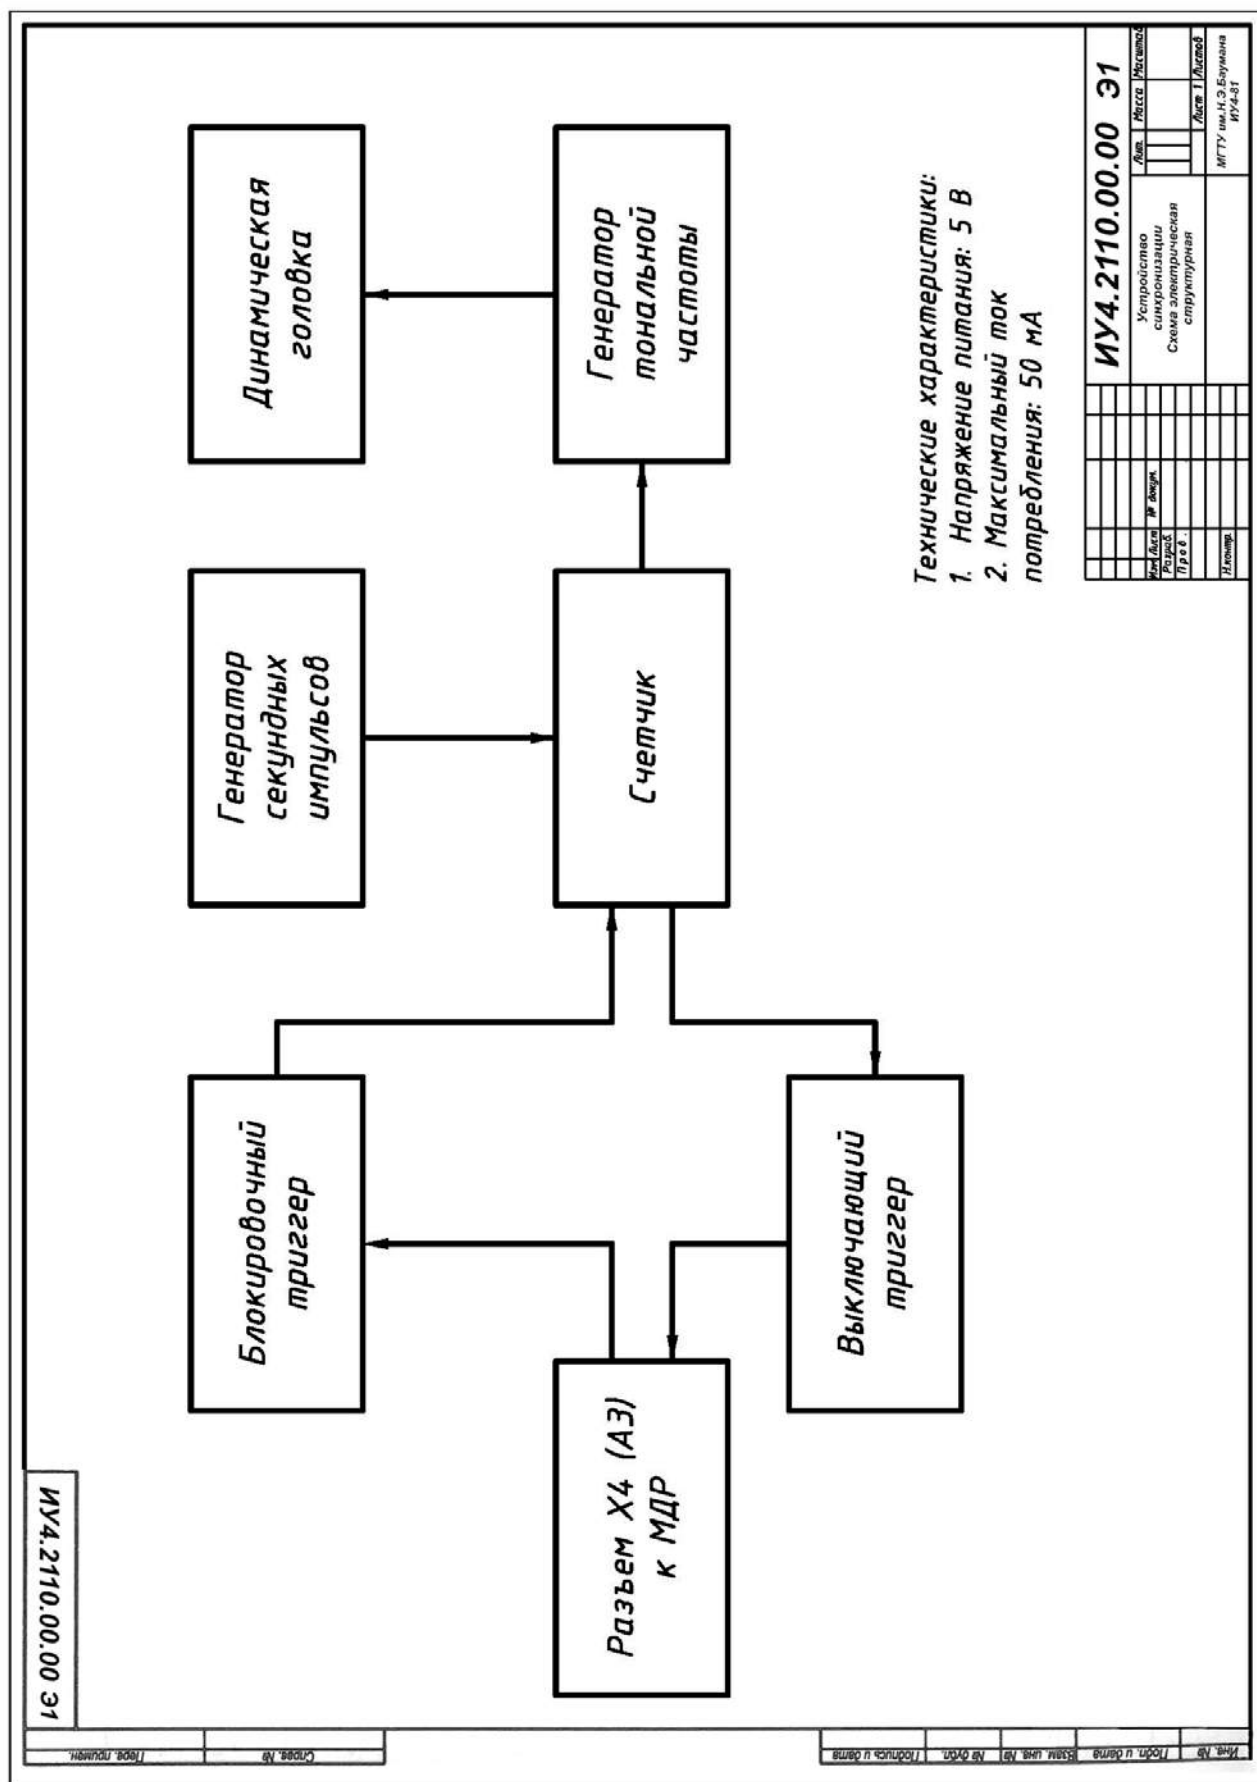 ИУ4.2110.00.00 Э1
Перв. примен.
Справ. №
Подпись и дата
№ дубл.
Взам. инв. №
Подп. и дата
Инв. №
Блокировочный
триггер
Генератор
секундных
импульсов
Динамическая
головка
Разъем Х4 (А3)
к МДР
Счетчик
Генератор
тональной
частоты
Выключающий
триггер
Технические характеристики:
1. Напряжение питания: 5 В
2. Максимальный ток
потребления: 50 мА
ИУ4.2110.00.00 Э1
Изм Лист № докум.
Разраб.
Пров.
Н.контр.
Устройство
синхронизации
Схема электрическая
структурная
Лит. Масса Масштаб
Лист 1 Листов
МГТУ им.Н.Э.Баумана
ИУ4-81